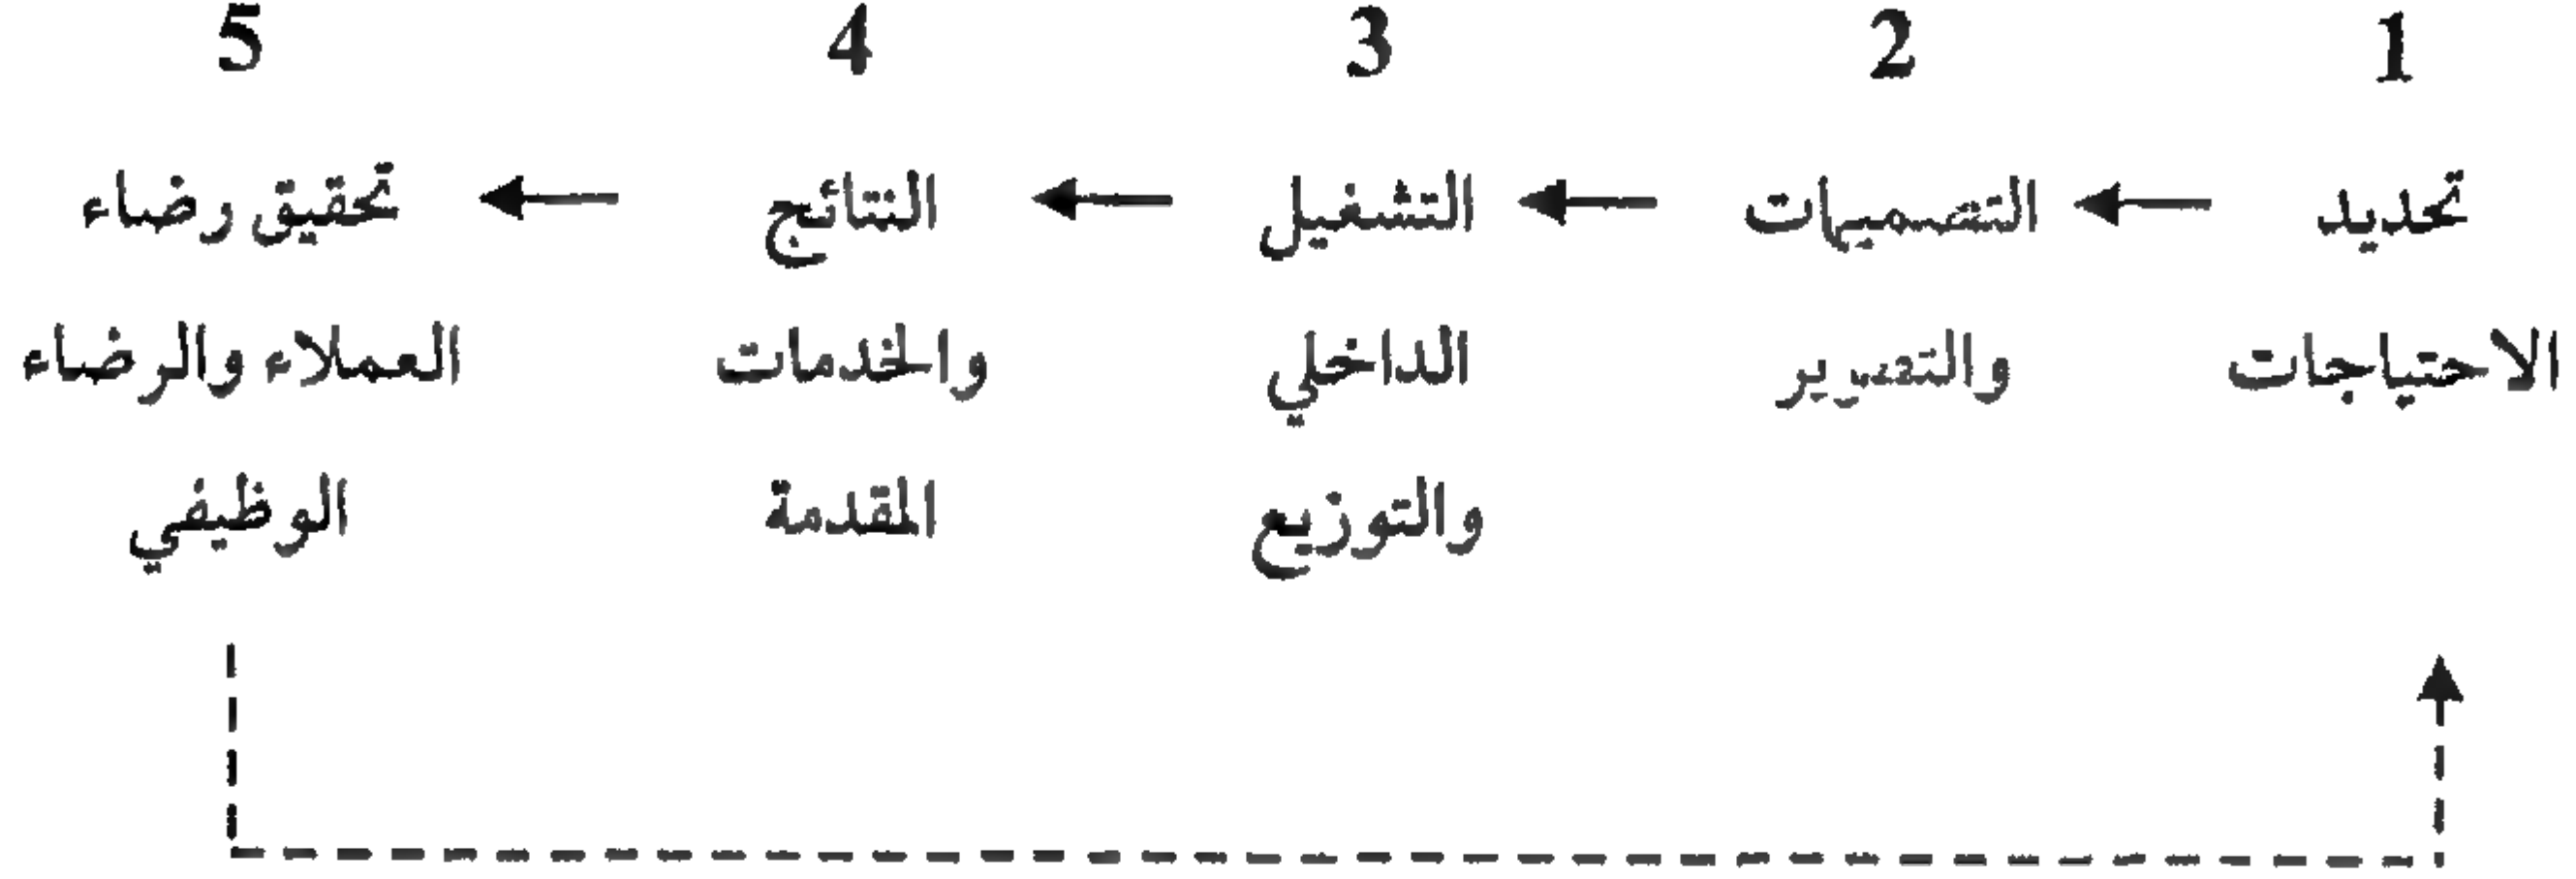 1
تحديد
الاحتياجات
2
التصميمات
3
التشغيل
الداخلي
والتوزيع
4
النتائج
والخدمات
المقدمة
5
تحقيق رضاء
العملاء والرضاء
الوظيفي